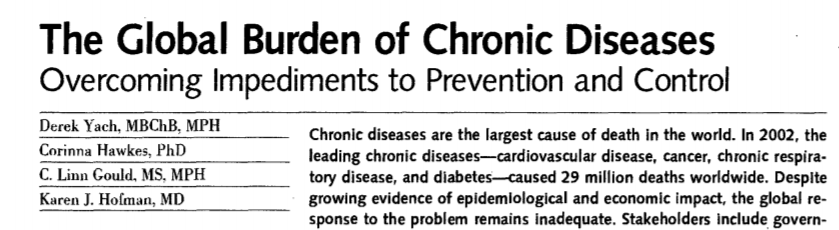 The Global Burden of Chronic Diseases
Overcoming Impediments to Prevention and Control
Derek Yach, MBChB, MPH
Corinna Hawkes, PhD
C. Linn Gould, MS, MPH
Karen J. Hofman, MD
Chronic diseases are the largest cause of death in the world. In 2002, the
leading chronic diseases—cardiovascular disease, cancer, chronic respira-
tory disease, and diabetes—caused 29 million deaths worldwide. Despite
growing evidence of epidemiological and economic impact, the global re-
sponse to the problem remains inadequate. Stakeholders include govern-